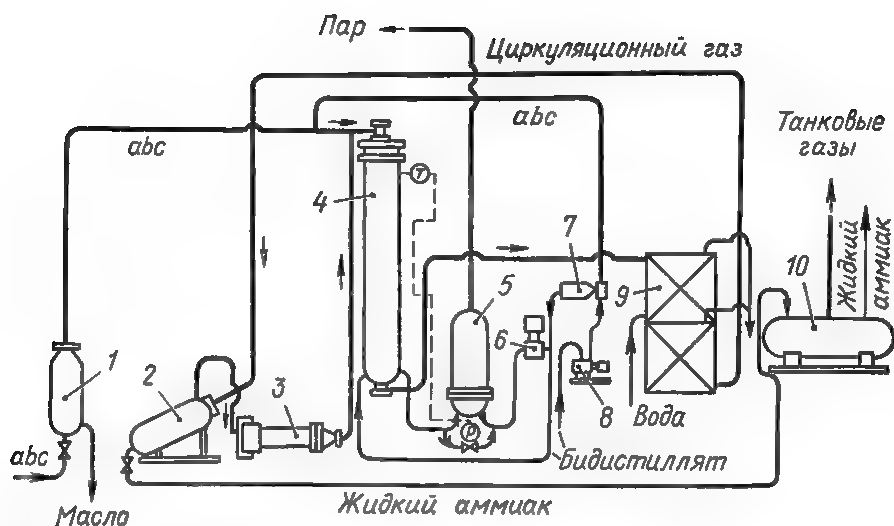 Пар
Циркуляционный газ
abc
abc
Танковые
газы
Жидкий
аммиак
T
4
5
7
9
10
6
1
2
3
8
P
Вода
abc
Масло
Бидистиллят
Жидкий аммиак